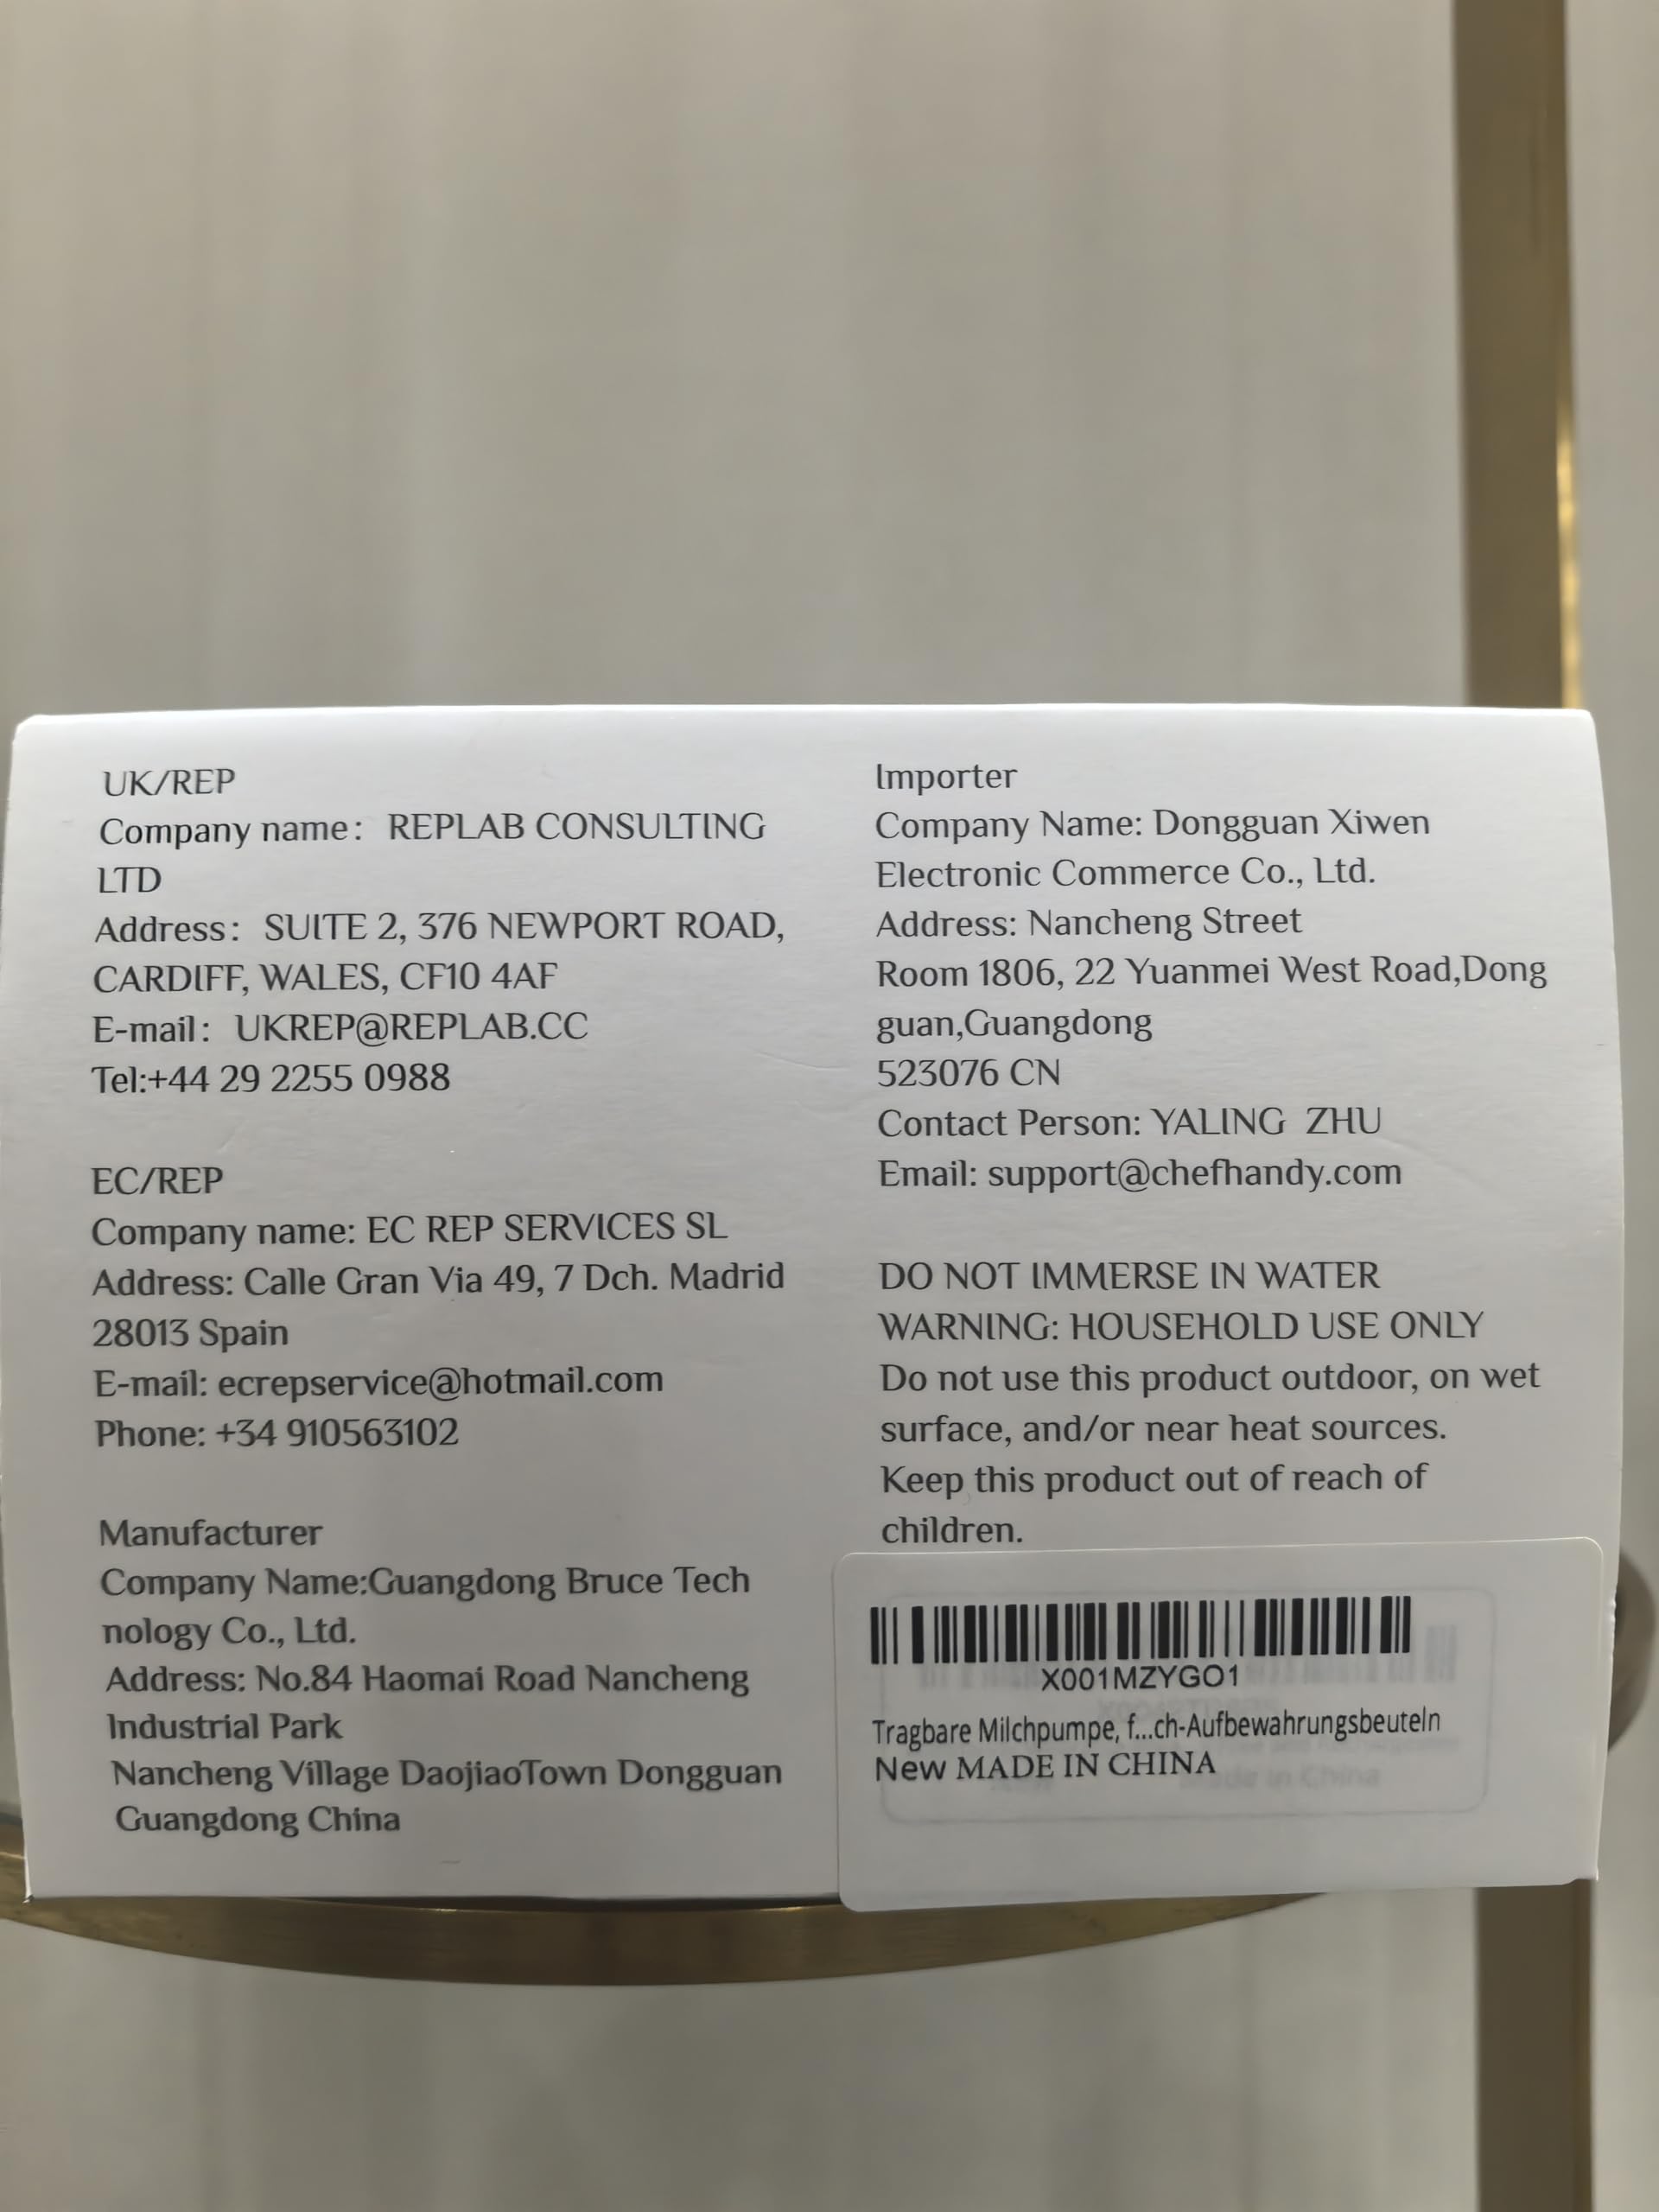 UK/REP
Company name: REPLAB CONSULTING
LTD
Address: SUITE 2, 376 NEWPORT ROAD,
CARDIFF, WALES, CF10 4AF
E-mail: UKREP@REPLAB.CC
Tel:+44 29 2255 0988
EC/REP
Company name: EC REP SERVICES SL
Address: Calle Gran Via 49, 7 Dch. Madrid
28013 Spain
E-mail: ecrepservice@hotmail.com
Phone: +34 910563102
Manufacturer
Company Name:Guangdong Bruce Tech
nology Co., Ltd.
Address: No.84 Haomai Road Nancheng
Industrial Park
Nancheng Village DaojiaoTown Dongguan
Guangdong China
Importer
Company Name: Dongguan Xiwen
Electronic Commerce Co., Ltd.
Address: Nancheng Street
Room 1806, 22 Yuanmei West Road,Dong
guan,Guangdong
523076 CN
Contact Person: YALING ZHU
Email: support@chefhandy.com
DO NOT IMMERSE IN WATER
WARNING: HOUSEHOLD USE ONLY
Do not use this product outdoor, on wet
surface, and/or near heat sources.
Keep this product out of reach of
children.
X001MZYGO1
Tragbare Milchpumpe, f...ch-Aufbewahrungsbeuteln
New MADE IN CHINA
Made in China